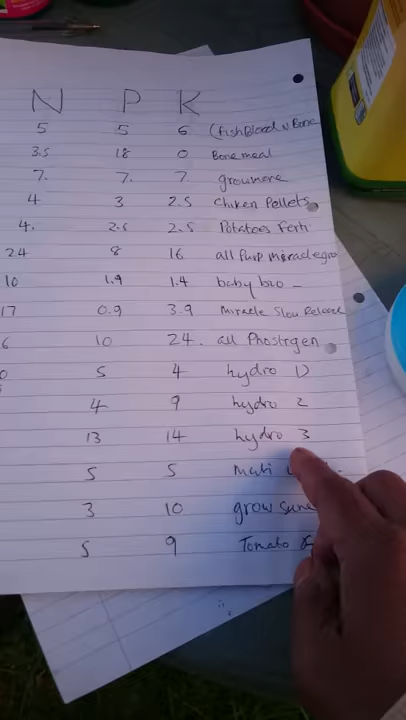 N P K
5 5 6 (fish Blood N Bone
3.5 18 0 Bone meal
7. 7. 7 growmore
4 3 2.5 Chiken Pellets
4. 2.5 2.5 Potatoes Ferti
24 8 16 all purp miraclegro
10 1.9 1.4 baby bio -
17 0.9 3.9 Miracle Slow Release
6 10 24. all Phostrgen
0 5 4 hydro 1)
4 9 hydro 2
13 14 hydro 3
5 5
3 10 grow
5 9 Tomato